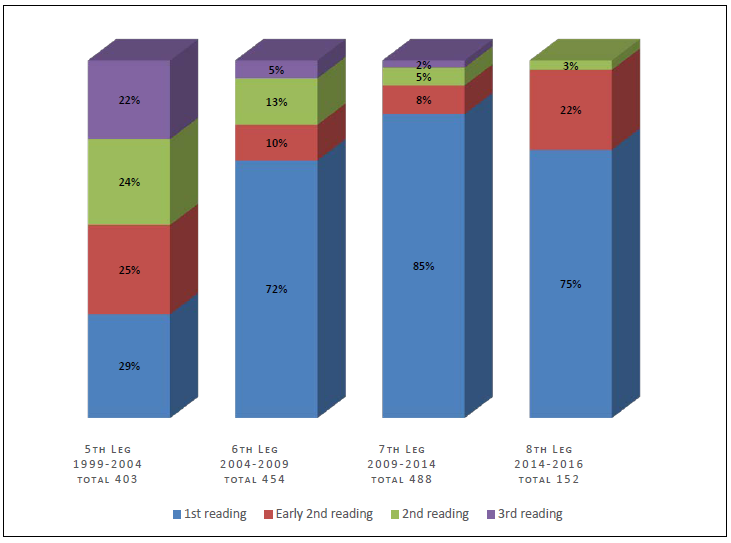 22%
24%
25%
29%
5%
13%
10%
72%
2%
5%
8%
85%
3%
22%
75%
5TH LEG
1999-2004
TOTAL 403
6TH LEG
2004-2009
TOTAL 454
7TH LEG
2009-2014
TOTAL 488
8TH LEG
2014-2016
TOTAL 152
1st reading Early 2nd reading 2nd reading 3rd reading